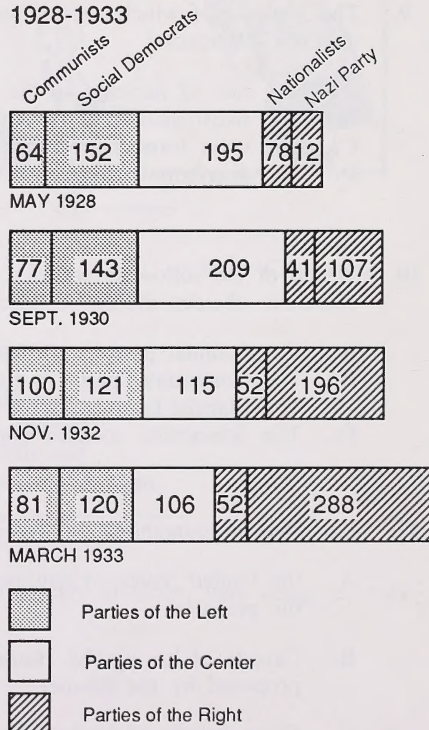 1928-1933
Communists
Social Democrats
Nationalists
Nazi Party
64 152 195 78 12
MAY 1928
77 143 209 41 107
SEPT. 1930
100 121 115 52 196
NOV. 1932
81 120 106 52 288
MARCH 1933
Parties of the Left
Parties of the Center
Parties of the Right